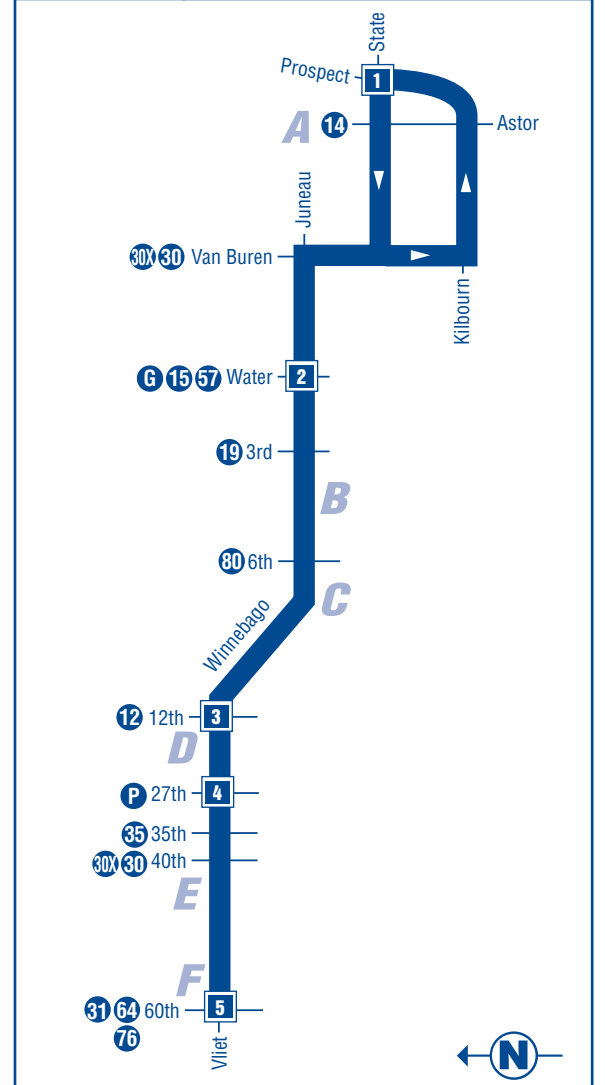 State
Prospect
1
A
14
Astor
Juneau
30X 30 Van Buren
Kilbourn
G 15 57 Water
2
19 3rd
B
80 6th
C
Winnebago
12 12th
3
D
P 27th
4
35 35th
30X 30 40th
E
F
31 64 60th
5
76
Vliet
N